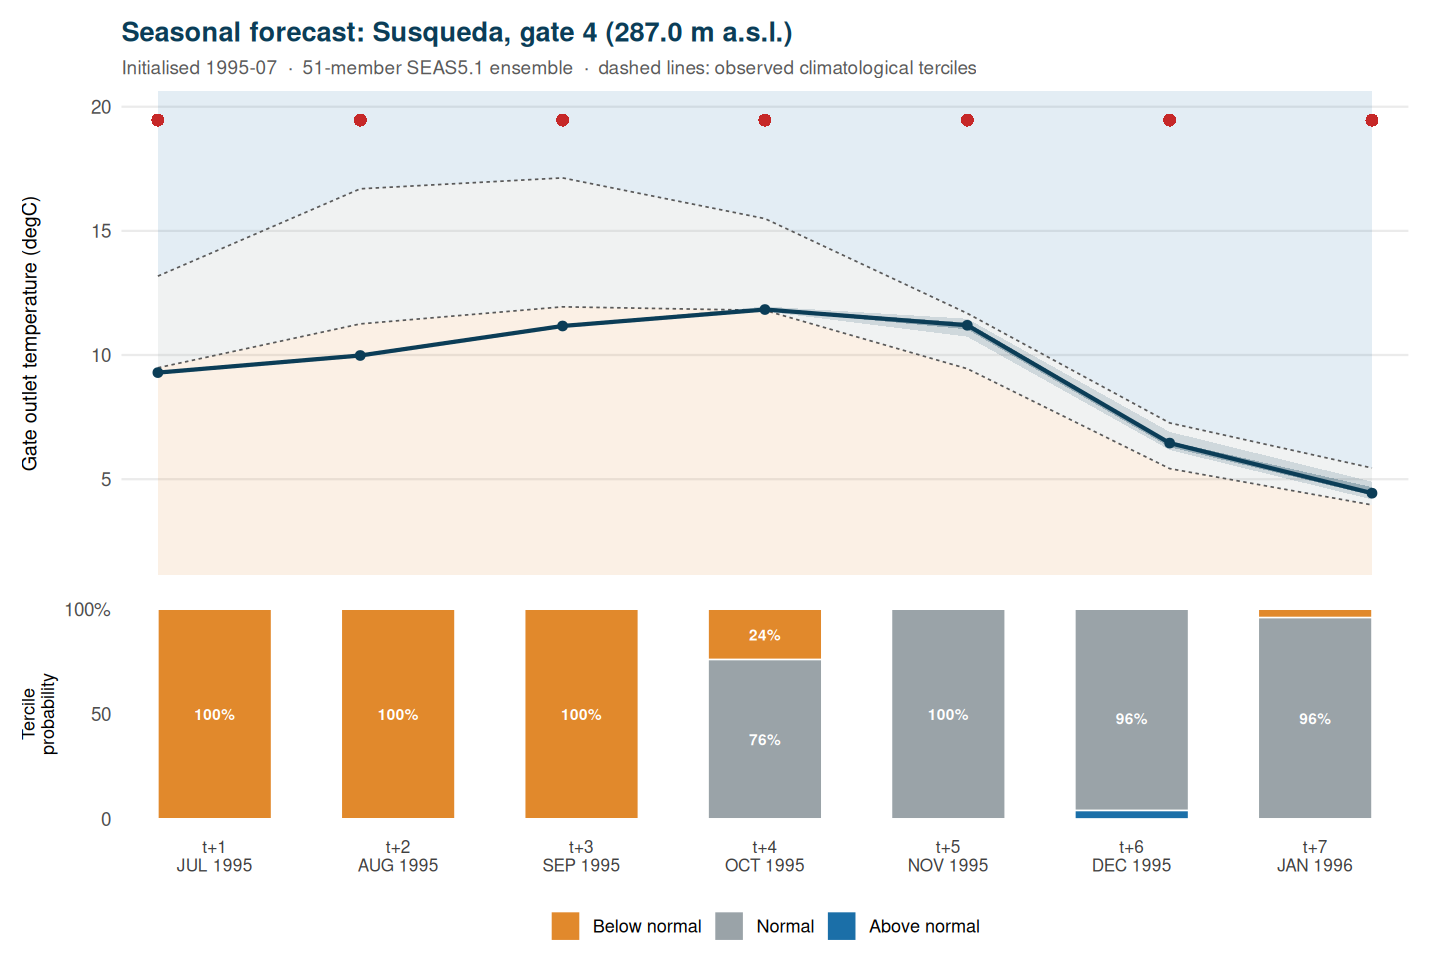 Seasonal forecast: Susqueda, gate 4 (287.0 m a.s.l.)
Initialised 1995-07 · 51-member SEAS5.1 ensemble · dashed lines: observed climatological terciles
Gate outlet temperature (degC)
20
15
10
5
Tercile
probability
100%
50
0
100%
100%
100%
24%
76%
100%
96%
96%
t+1
JUL 1995
t+2
AUG 1995
t+3
SEP 1995
t+4
OCT 1995
t+5
NOV 1995
t+6
DEC 1995
t+7
JAN 1996
Below normal
Normal
Above normal